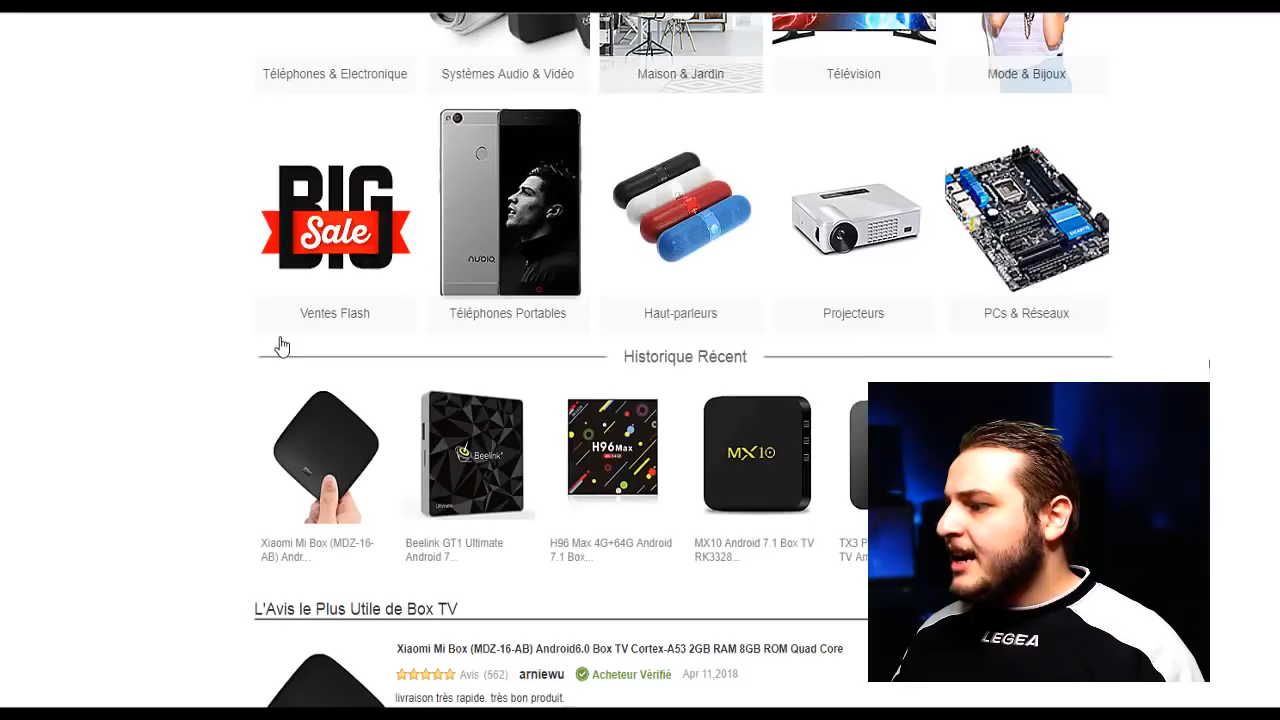 Téléphones & Electronique
Systèmes Audio & Vidéo
Maison & Jardin
Télévision
Mode & Bijoux
BIG
Sale
nubia
GIGABYTE
Ventes Flash
Téléphones Portables
Haut-parleurs
Projecteurs
PCs & Réseaux
Historique Récent
mi
Beelink
Ultimate
H96Max
MX10
Xiaomi Mi Box (MDZ-16-
AB) Andr...
Beelink GT1 Ultimate
Android 7...
H96 Max 4G+64G Android
7.1 Box...
MX10 Android 7.1 Box TV
RK3328...
TX3 P
TV Am
L'Avis le Plus Utile de Box TV
Xiaomi Mi Box (MDZ-16-AB) Android6.0 Box TV Cortex-A53 2GB RAM 8GB ROM Quad Core
Avis (562) arniewu Acheteur Vérifié Apr 11,2018
livraison très rapide. très bon produit.
LEGEA